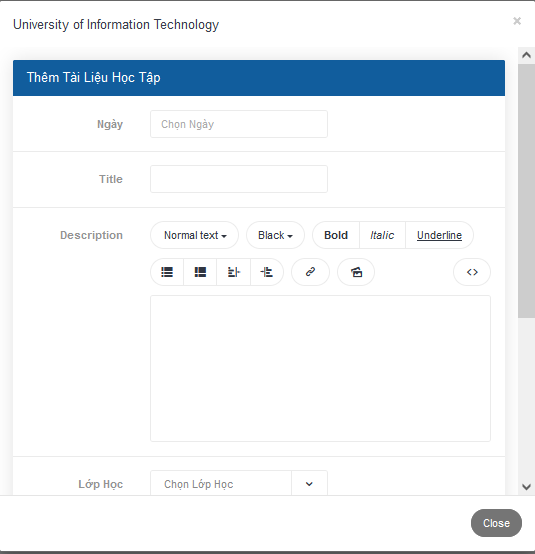 University of Information Technology
×
Thêm Tài Liệu Học Tập
Ngày Chọn Ngày
Title
Description Normal text Black Bold Italic Underline
Lớp Học Chọn Lớp Học
Close